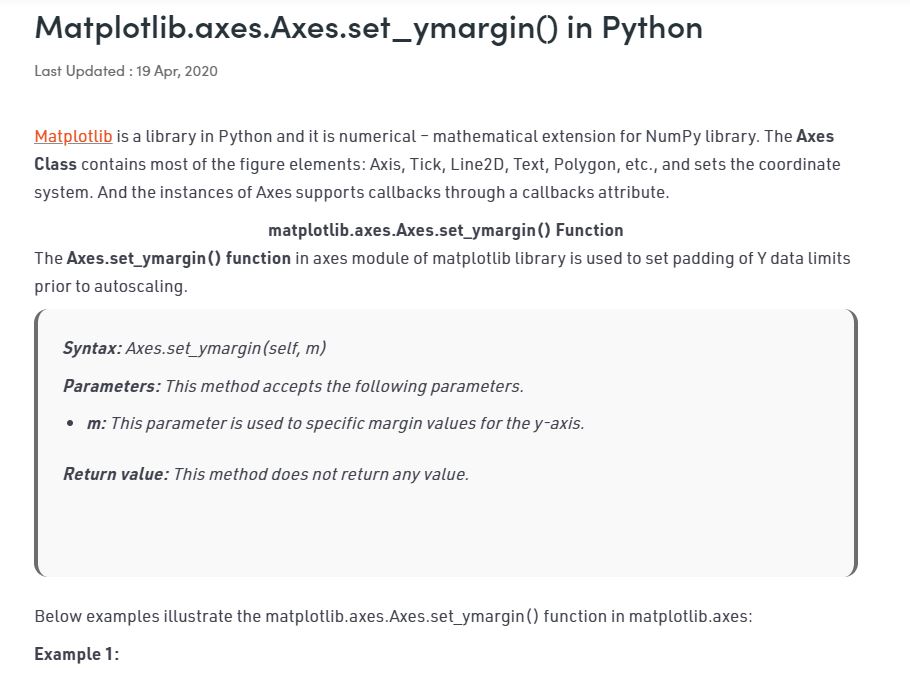 Matplotlib.axes.Axes.set_ymargin() in Python
Last Updated : 19 Apr, 2020
Matplotlib is a library in Python and it is numerical – mathematical extension for NumPy library. The Axes
Class contains most of the figure elements: Axis, Tick, Line2D, Text, Polygon, etc., and sets the coordinate
system. And the instances of Axes supports callbacks through a callbacks attribute.
matplotlib.axes.Axes.set_ymargin() Function
The Axes.set_ymargin() function in axes module of matplotlib library is used to set padding of Y data limits
prior to autoscaling.
Syntax: Axes.set_ymargin(self, m)
Parameters: This method accepts the following parameters.
• m: This parameter is used to specific margin values for the y-axis.
Return value: This method does not return any value.
Below examples illustrate the matplotlib.axes.Axes.set_ymargin() function in matplotlib.axes:
Example 1: